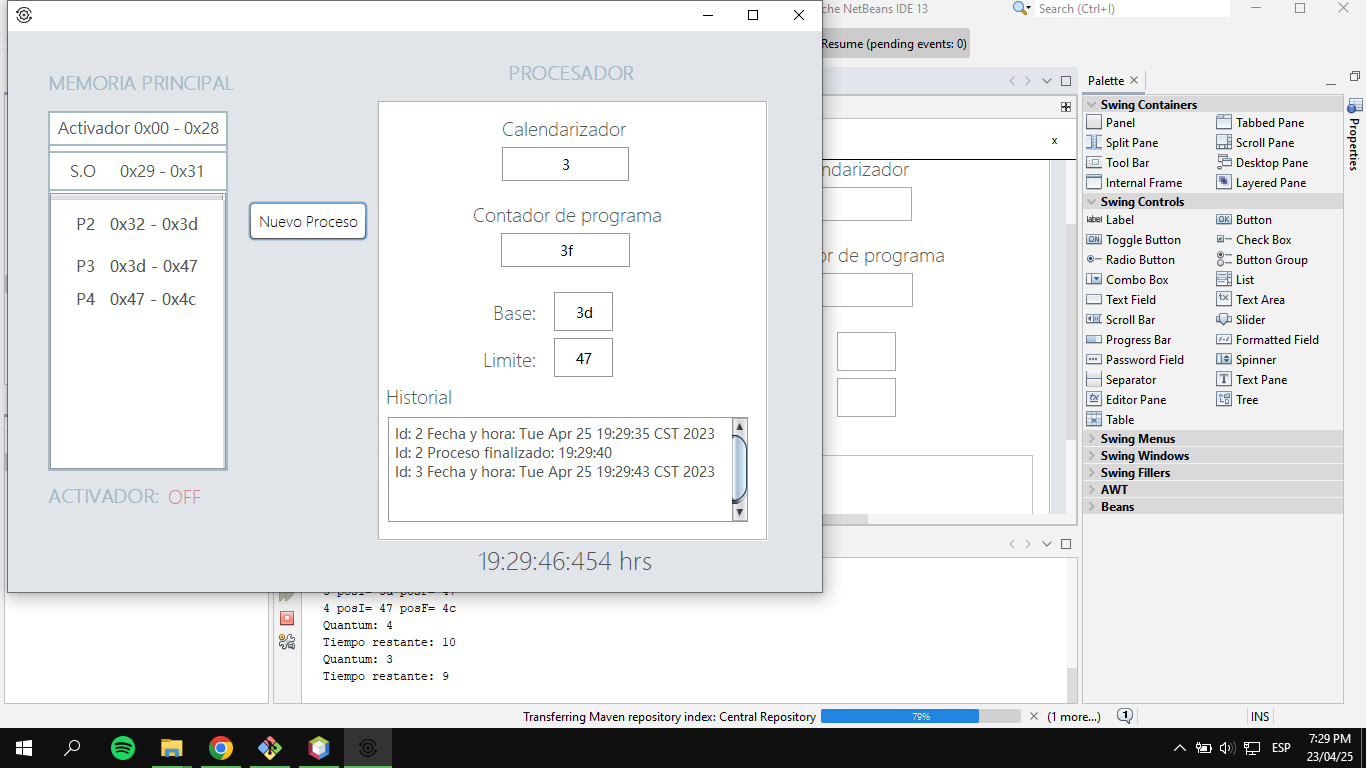 che NetBeans IDE 13
Search (Ctrl+I)
Resume (pending events: 0)
MEMORIA PRINCIPAL
Activador 0x00 - 0x28
S.O 0x29 - 0x31
P2 0x32 - 0x3d
P3 0x3d - 0x47
P4 0x47 - 0x4c
ACTIVADOR: OFF
Nuevo Proceso
PROCESADOR
Calendarizador
3
Contador de programa
3f
Base: 3d
Limite: 47
Historial
Id: 2 Fecha y hora: Tue Apr 25 19:29:35 CST 2023
Id: 2 Proceso finalizado: 19:29:40
Id: 3 Fecha y hora: Tue Apr 25 19:29:43 CST 2023
19:29:46:454 hrs
x
ndarizador
or de programa
Palette
Swing Containers
Panel
Tabbed Pane
Split Pane
Scroll Pane
Tool Bar
Desktop Pane
Internal Frame
Layered Pane
Swing Controls
label Label
OK Button
ON Toggle Button
Check Box
Radio Button
Button Group
Combo Box
List
Text Field
Text Area
Scroll Bar
Slider
Progress Bar
Formatted Field
Password Field
Spinner
Separator
Text Pane
Editor Pane
Tree
Table
Swing Menus
Swing Windows
Swing Fillers
AWT
Beans
Properties
3 posI= 3d posF= 47
4 posI= 47 posF= 4c
Quantum: 4
Tiempo restante: 10
Quantum: 3
Tiempo restante: 9
Transferring Maven repository index: Central Repository
79%
(1 more...)
1
INS
ESP
7:29 PM
23/04/25